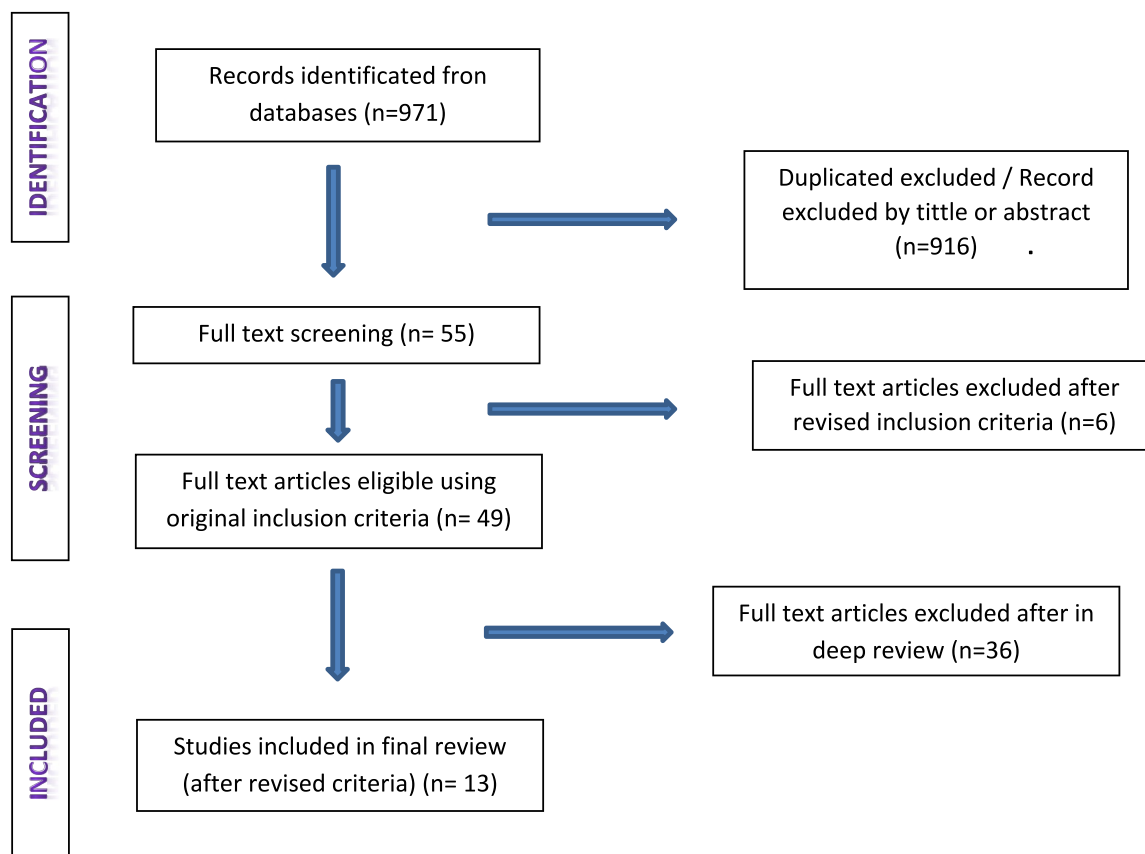 IDENTIFICATION
Records identificated fron
databases (n=971)
Duplicated excluded / Record
excluded by tittle or abstract
(n=916) .
SCREENING
Full text screening (n= 55)
Full text articles excluded after
revised inclusion criteria (n=6)
Full text articles eligible using
original inclusion criteria (n= 49)
Full text articles excluded after in
deep review (n=36)
INCLUDED
Studies included in final review
(after revised criteria) (n= 13)